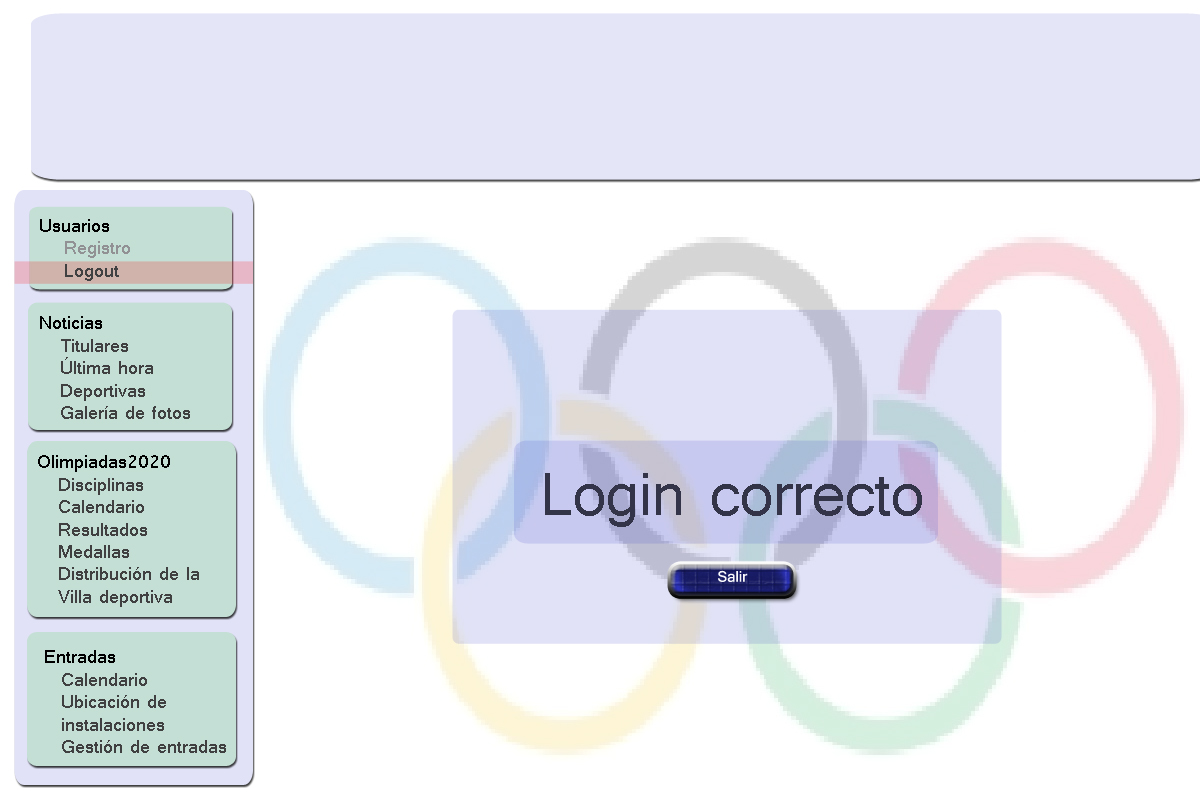 Usuarios
Registro
Logout
Noticias
Titulares
Última hora
Deportivas
Galería de fotos
Olimpiadas2020
Disciplinas
Calendario
Resultados
Medallas
Distribución de la
Villa deportiva
Entradas
Calendario
Ubicación de
instalaciones
Gestión de entradas
Login correcto
Salir